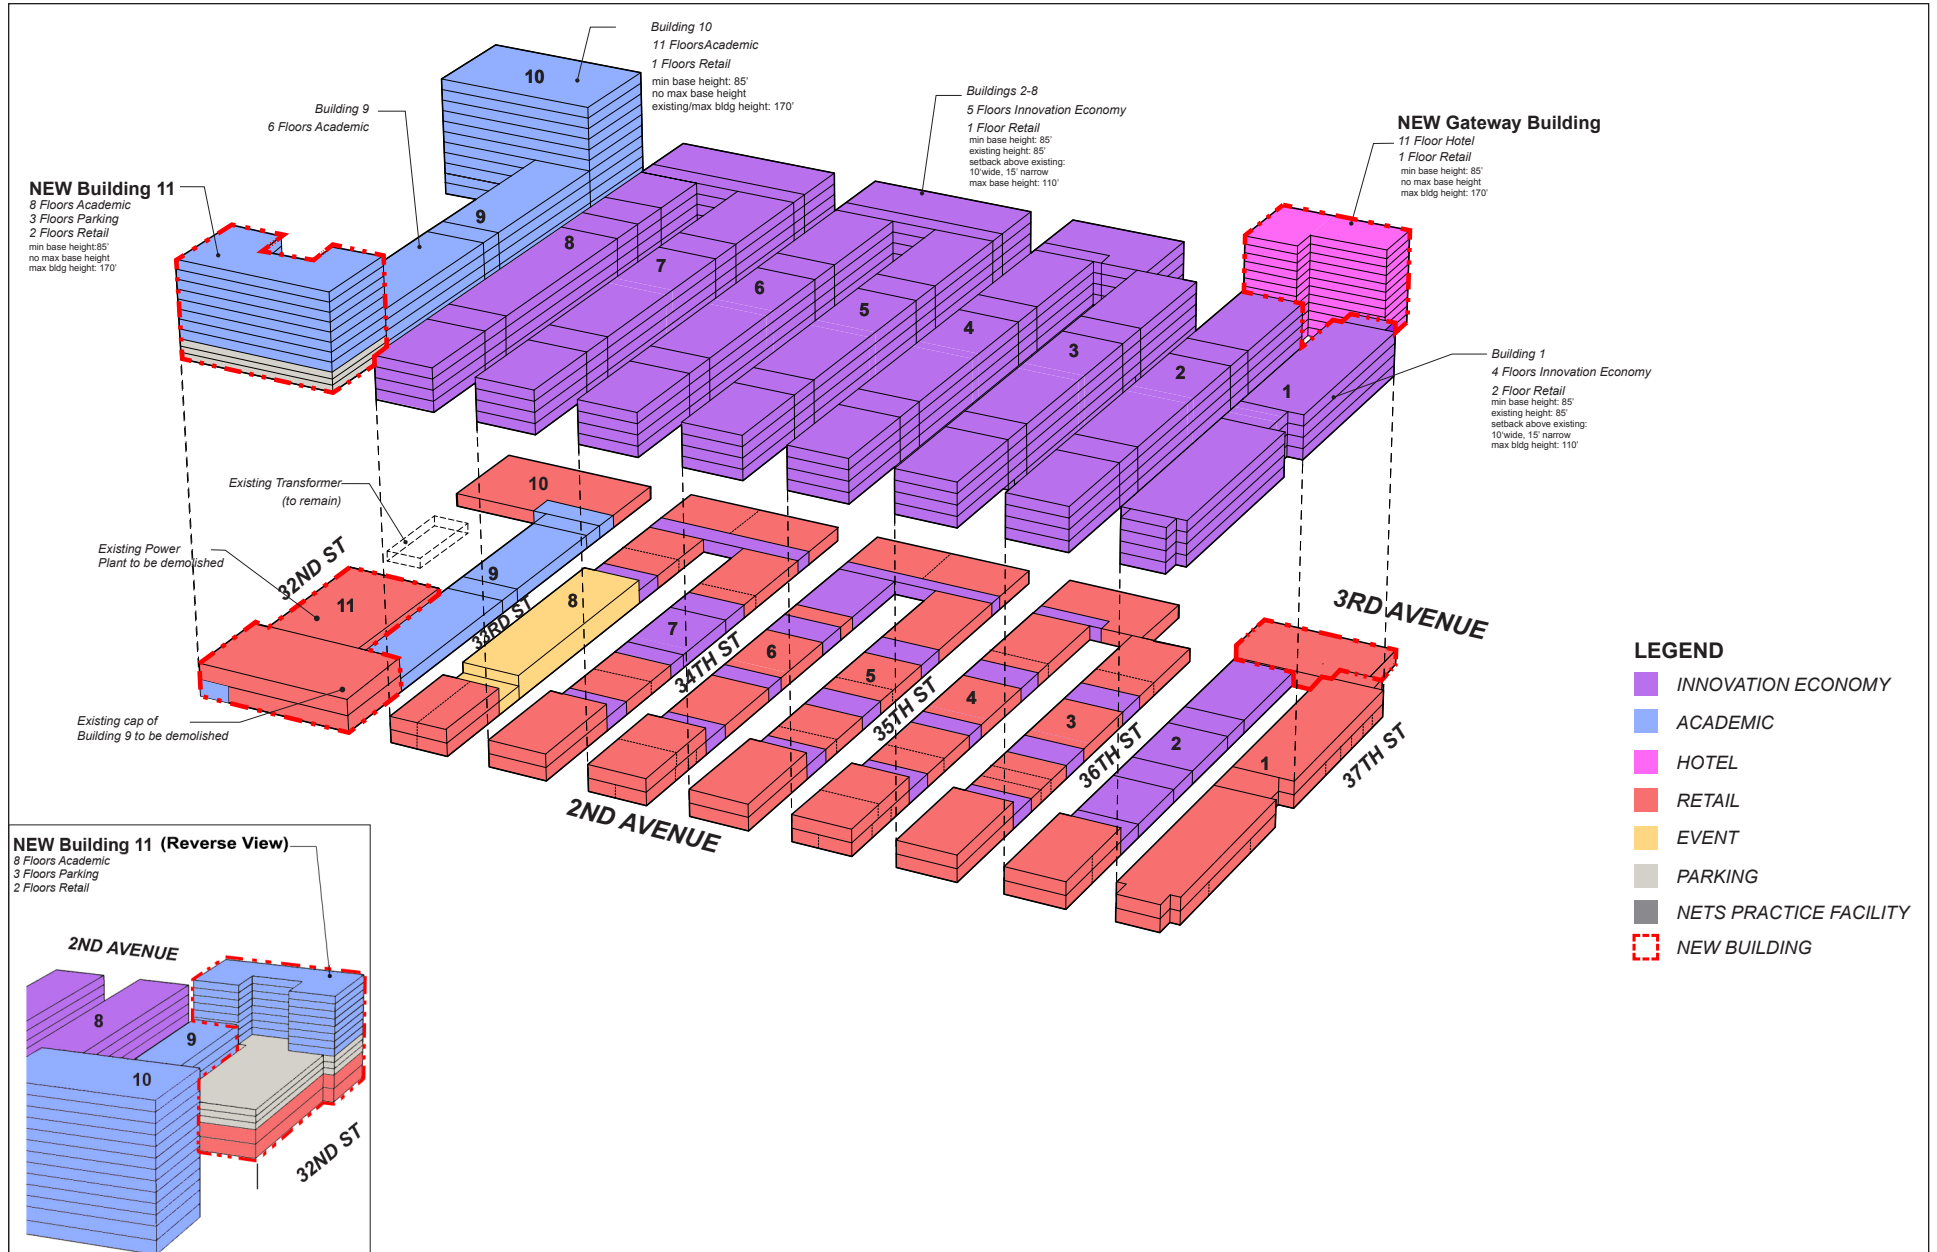 Building 10
11 FloorsAcademic
1 Floors Retail
min base height: 85'
no max base height
existing/max bldg height: 170'
Building 9
6 Floors Academic
Buildings 2-8
5 Floors Innovation Economy
1 Floor Retail
min base height: 85'
existing height: 85'
setback above existing:
10'wide, 15' narrow
max base height: 110'
NEW Gateway Building
11 Floor Hotel
1 Floor Retail
min base height: 85'
no max base height
max bldg height: 170'
NEW Building 11
8 Floors Academic
3 Floors Parking
2 Floors Retail
min base height:85'
no max base height
max bldg height: 170'
10
9
8
7
6
5
4
3
2
1
Building 1
4 Floors Innovation Economy
2 Floor Retail
min base height: 85'
existing height: 85'
setback above existing:
10'wide, 15' narrow
max bldg height: 110'
Existing Transformer
(to remain)
Existing Power
Plant to be demolished
Existing cap of
Building 9 to be demolished
32ND ST
33RD ST
34TH ST
35TH ST
36TH ST
37TH ST
2ND AVENUE
3RD AVENUE
10
11
9
8
7
6
5
4
3
2
1
LEGEND
INNOVATION ECONOMY
ACADEMIC
HOTEL
RETAIL
EVENT
PARKING
NETS PRACTICE FACILITY
NEW BUILDING
NEW Building 11 (Reverse View)
8 Floors Academic
3 Floors Parking
2 Floors Retail
2ND AVENUE
8
9
10
32ND ST